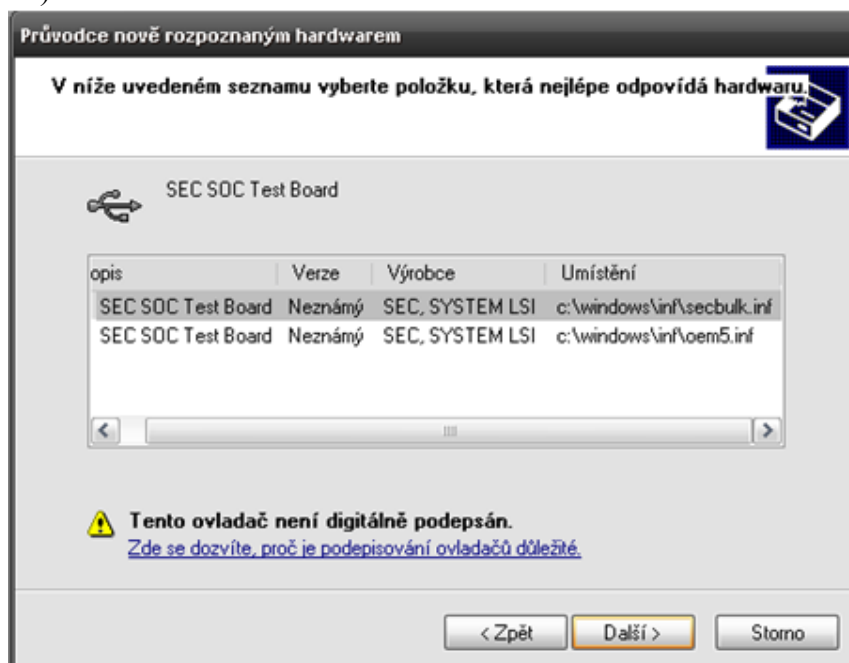 Průvodce nově rozpoznaným hardwarem
V níže uvedeném seznamu vyberte položku, která nejlépe odpovídá hardwaru.
SEC SOC Test Board
opis Verze Výrobce Umístění
SEC SOC Test Board Neznámý SEC, SYSTEM LSI c:\windows\inf\secbulk.inf
SEC SOC Test Board Neznámý SEC, SYSTEM LSI c:\windows\inf\oem5.inf
Tento ovladač není digitálně podepsán.
Zde se dozvíte, proč je podepisování ovladačů důležité.
< Zpět Další > Storno